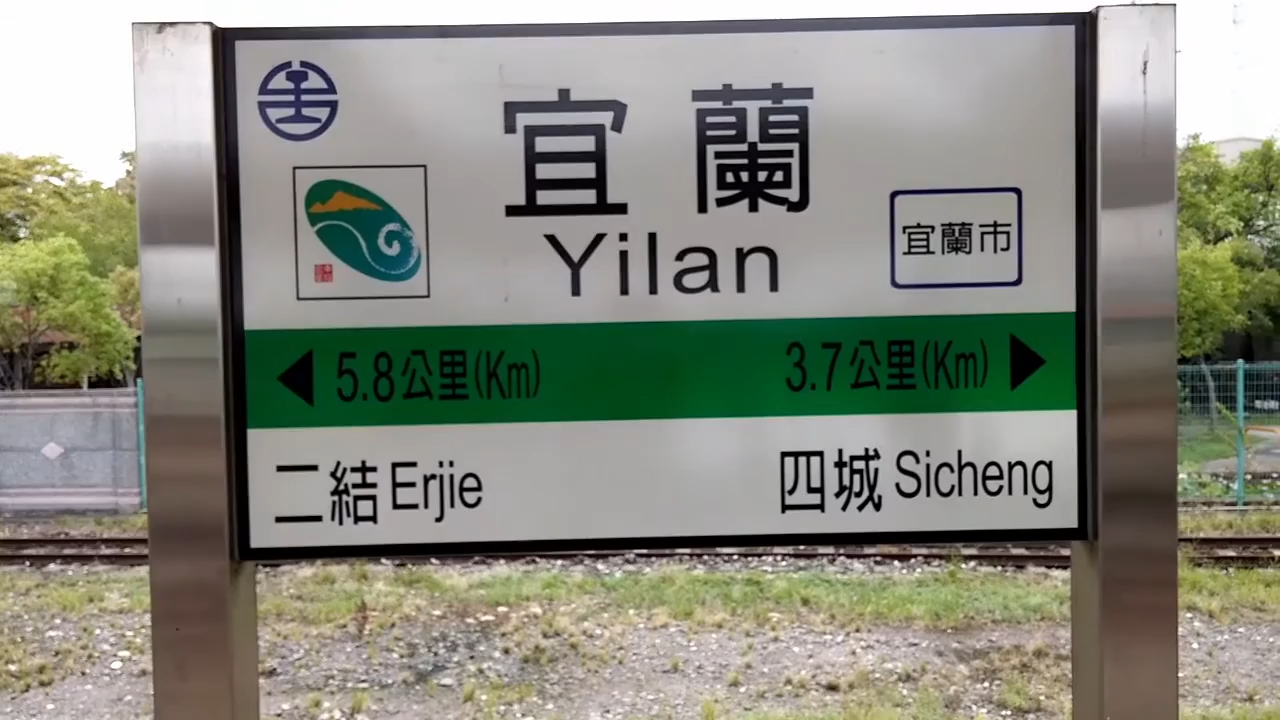 宜蘭
Yilan
宜蘭市
5.8公里(Km) 3.7公里(Km)
二結 Erjie 四城 Sicheng